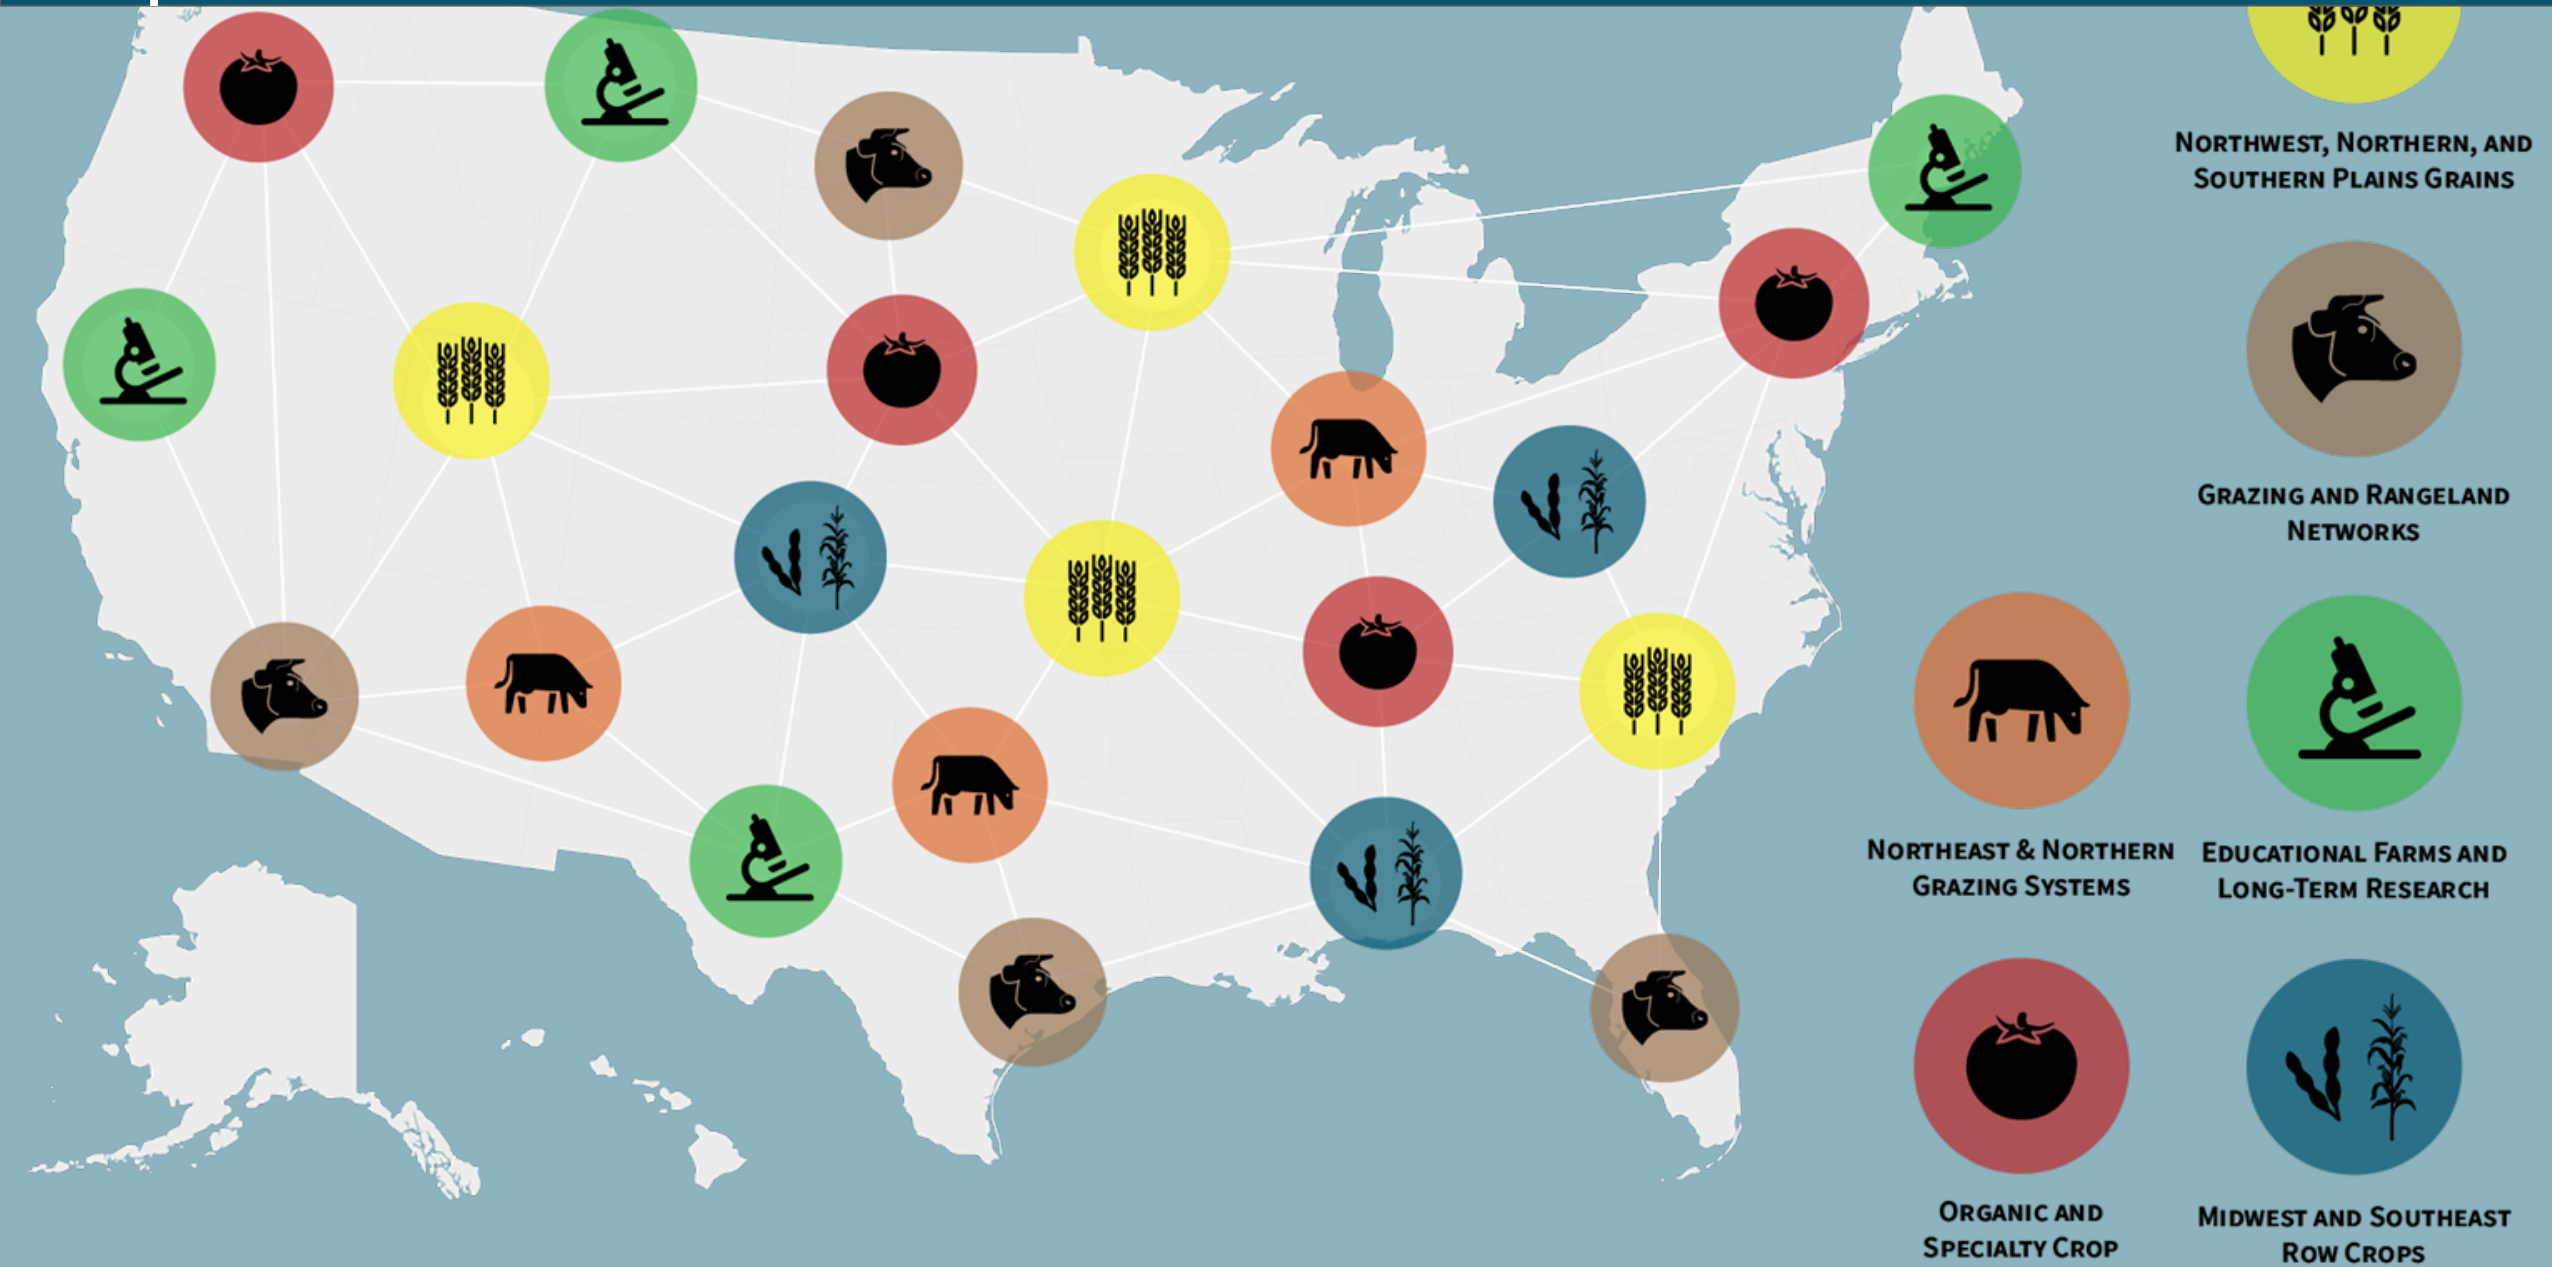 Northwest, Northern, and
Southern Plains Grains
Grazing and Rangeland
Networks
Northeast & Northern
Grazing Systems
Educational Farms and
Long-Term Research
Organic and
Specialty Crop
Midwest and Southeast
Row Crops